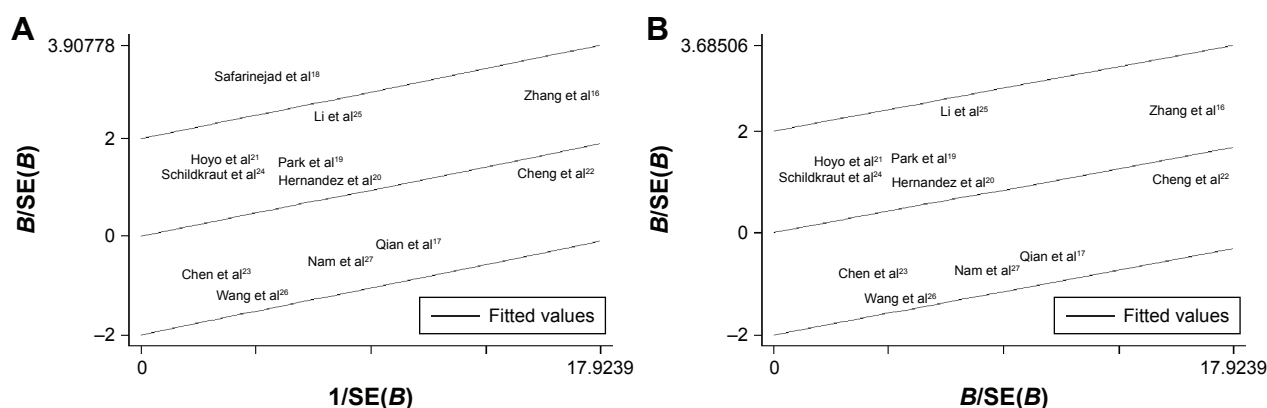 A
3.90778
2
0
–2
B/SE(B)
Safarinejad et al18
Zhang et al16
Li et al25
Hoyo et al21
Park et al19
Schildkraut et al24
Hernandez et al20
Cheng et al22
Qian et al17
Nam et al27
Chen et al23
Wang et al26
Fitted values
0
17.9239
1/SE(B)
B
3.68506
2
0
–2
B/SE(B)
Li et al25
Zhang et al16
Hoyo et al21
Park et al19
Schildkraut et al24
Hernandez et al20
Cheng et al22
Qian et al17
Nam et al27
Chen et al23
Wang et al26
Fitted values
0
17.9239
B/SE(B)